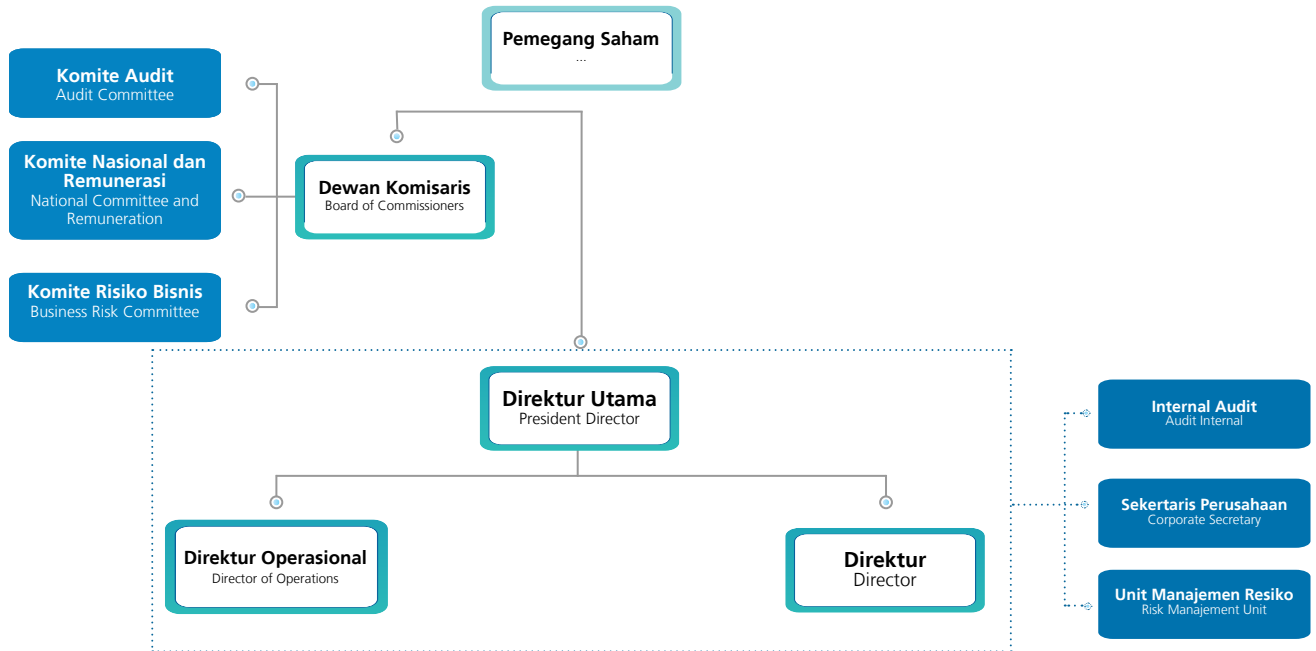 Pemegang Saham
...
Komite Audit
Audit Committee
Komite Nasional dan
Remunerasi
National Committee and
Remuneration
Dewan Komisaris
Board of Commissioners
Komite Risiko Bisnis
Business Risk Committee
Direktur Utama
President Director
Internal Audit
Audit Internal
Sekertaris Perusahaan
Corporate Secretary
Direktur Operasional
Director of Operations
Direktur
Director
Unit Manajemen Resiko
Risk Manajement Unit